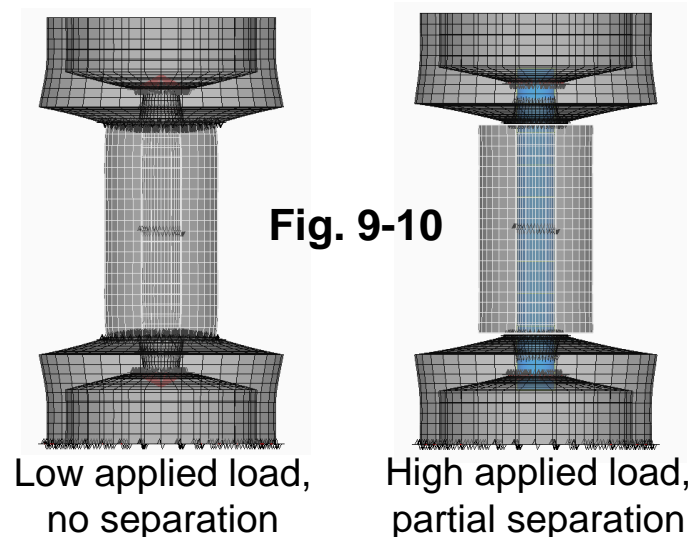 Fig. 9-10
Low applied load,
no separation
High applied load,
partial separation